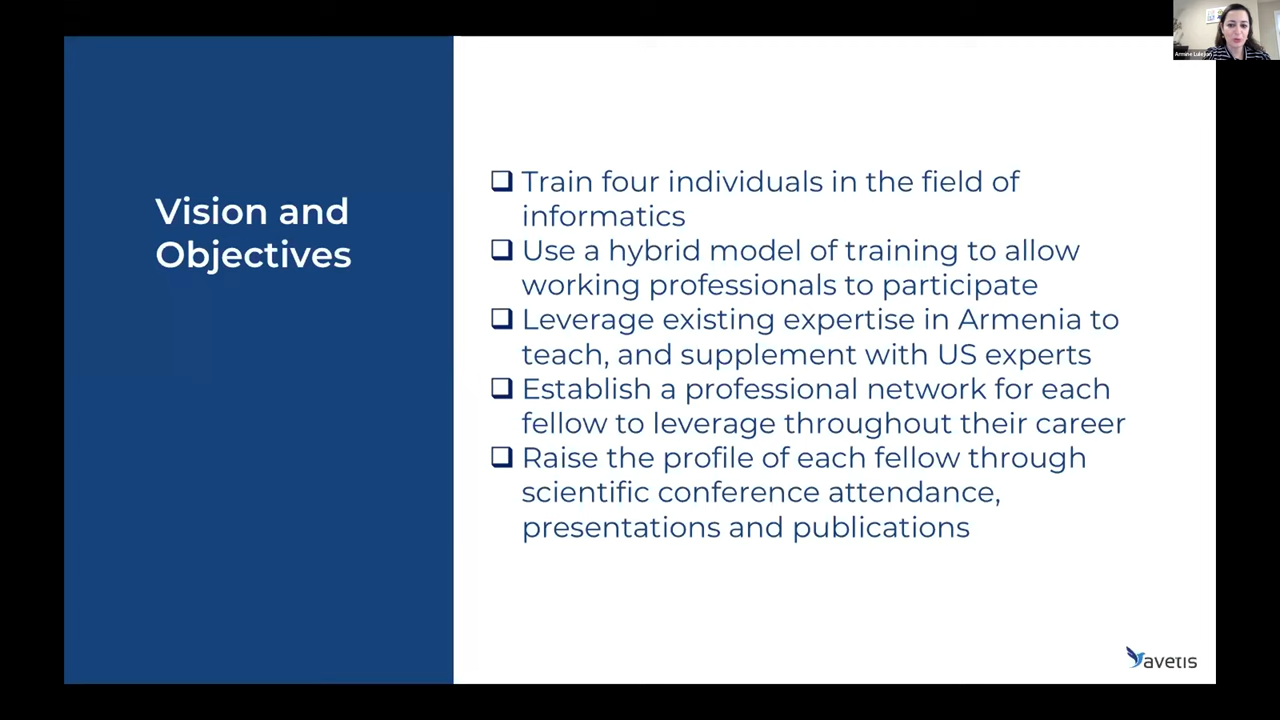 Vision and
Objectives
❑ Train four individuals in the field of
informatics
❑ Use a hybrid model of training to allow
working professionals to participate
❑ Leverage existing expertise in Armenia to
teach, and supplement with US experts
❑ Establish a professional network for each
fellow to leverage throughout their career
❑ Raise the profile of each fellow through
scientific conference attendance,
presentations and publications
avetis